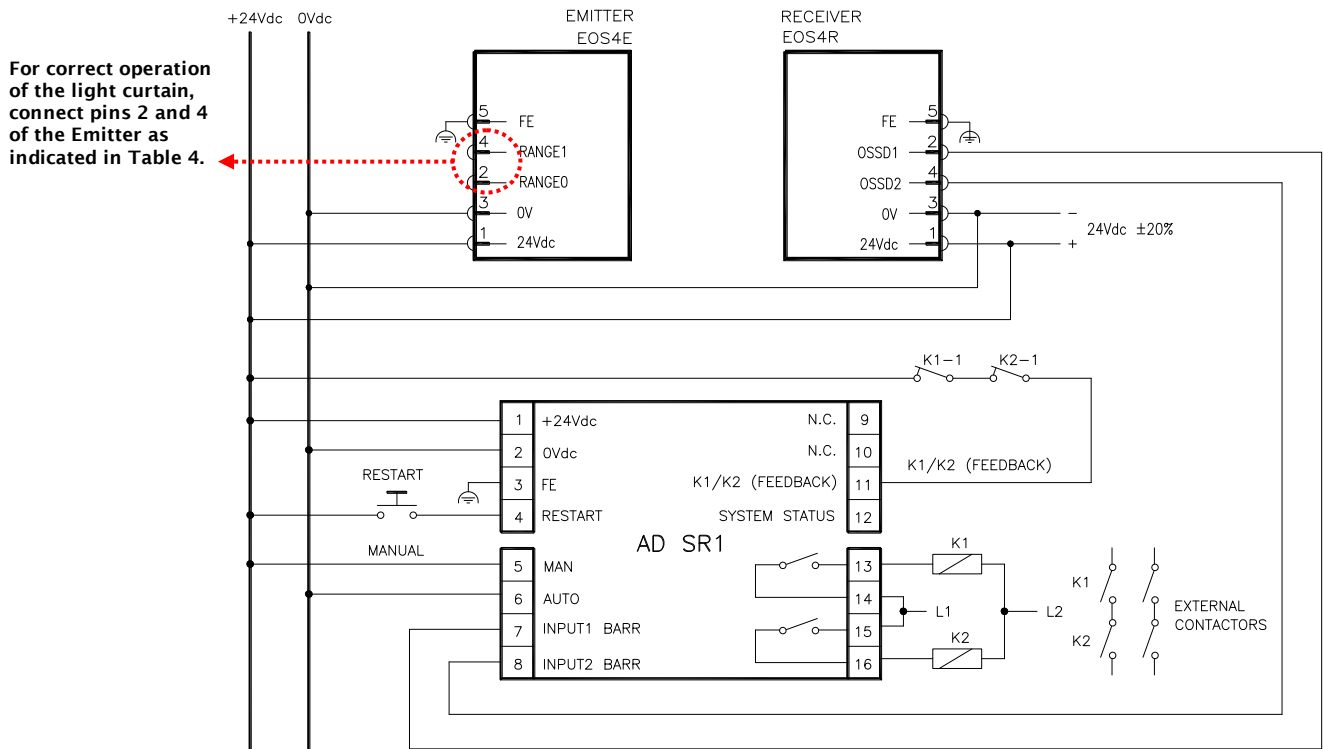 +24Vdc 0Vdc
EMITTER
EOS4E
RECEIVER
EOS4R
For correct operation
of the light curtain,
connect pins 2 and 4
of the Emitter as
indicated in Table 4.
5 FE
4 RANGE1
2 RANGE0
3 0V
1 24Vdc
FE 5
OSSD1 2
OSSD2 4
0V 3
24Vdc 1
−
24Vdc ±20%
+
K1-1 K2-1
1 +24Vdc
2 0Vdc
3 FE
4 RESTART
N.C. 9
N.C. 10
K1/K2 (FEEDBACK) 11
SYSTEM STATUS 12
K1/K2 (FEEDBACK)
RESTART
MANUAL
AD SR1
5 MAN
6 AUTO
7 INPUT1 BARR
8 INPUT2 BARR
13
14
15
16
K1
L1
L2
K2
K1
K2
EXTERNAL
CONTACTORS